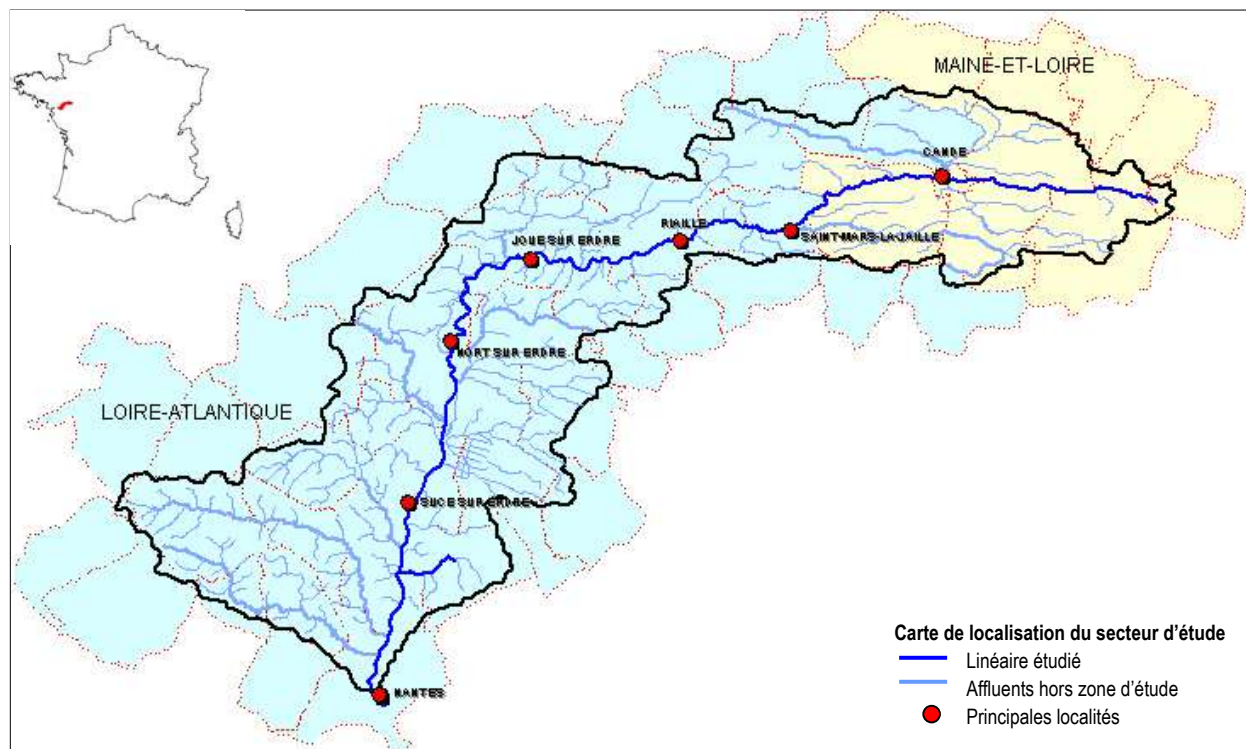 MAINE-ET-LOIRE
CANDE
RIAILLE
SAINT-MARS-LA-JAILLE
JOUE SUR ERDRE
NORT SUR ERDRE
LOIRE-ATLANTIQUE
SUCE SUR ERDRE
NANTES
Carte de localisation du secteur d'étude
Linéaire étudié
Affluents hors zone d'étude
Principales localités